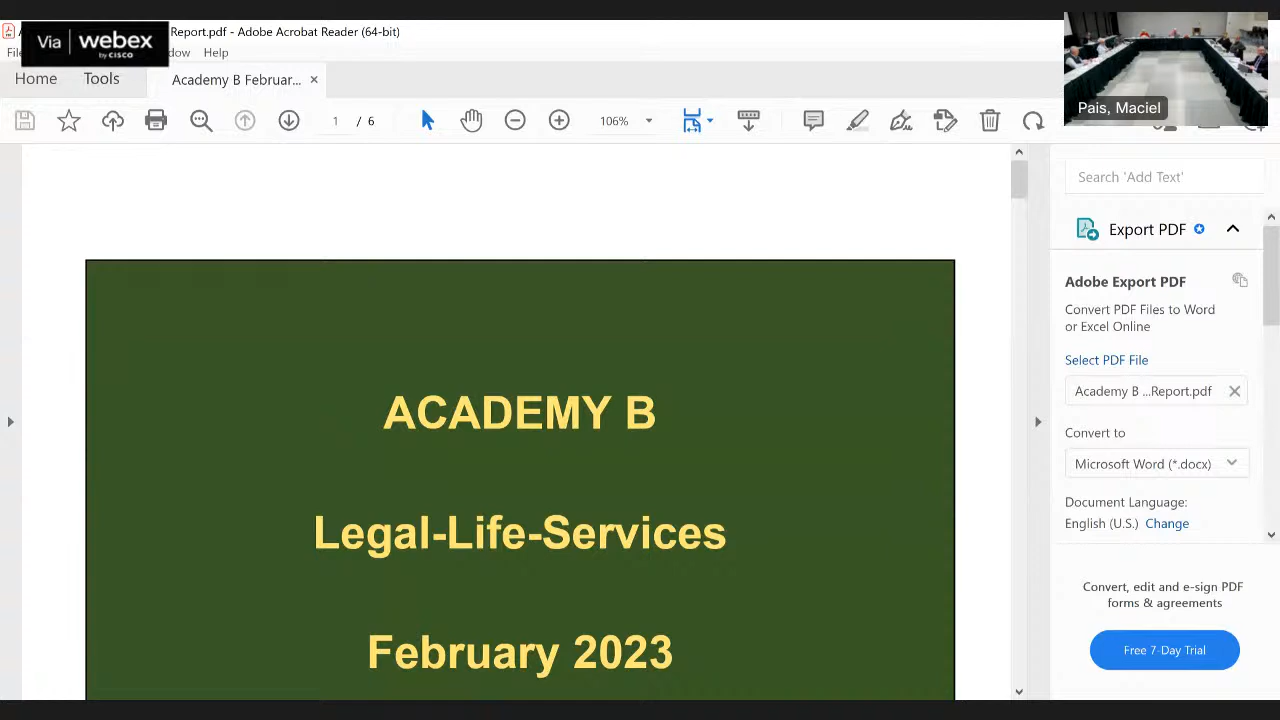 Via webex
by CISCO
Report.pdf - Adobe Acrobat Reader (64-bit)
Help
Home
Tools
Academy B Februar... ×
1 / 6
106%
Pais, Maciel
Search 'Add Text'
Export PDF
Adobe Export PDF
Convert PDF Files to Word
or Excel Online
Select PDF File
Academy B ...Report.pdf
Convert to
Microsoft Word (*.docx)
Document Language:
English (U.S.) Change
Convert, edit and e-sign PDF
forms & agreements
Free 7-Day Trial
ACADEMY B
Legal-Life-Services
February 2023